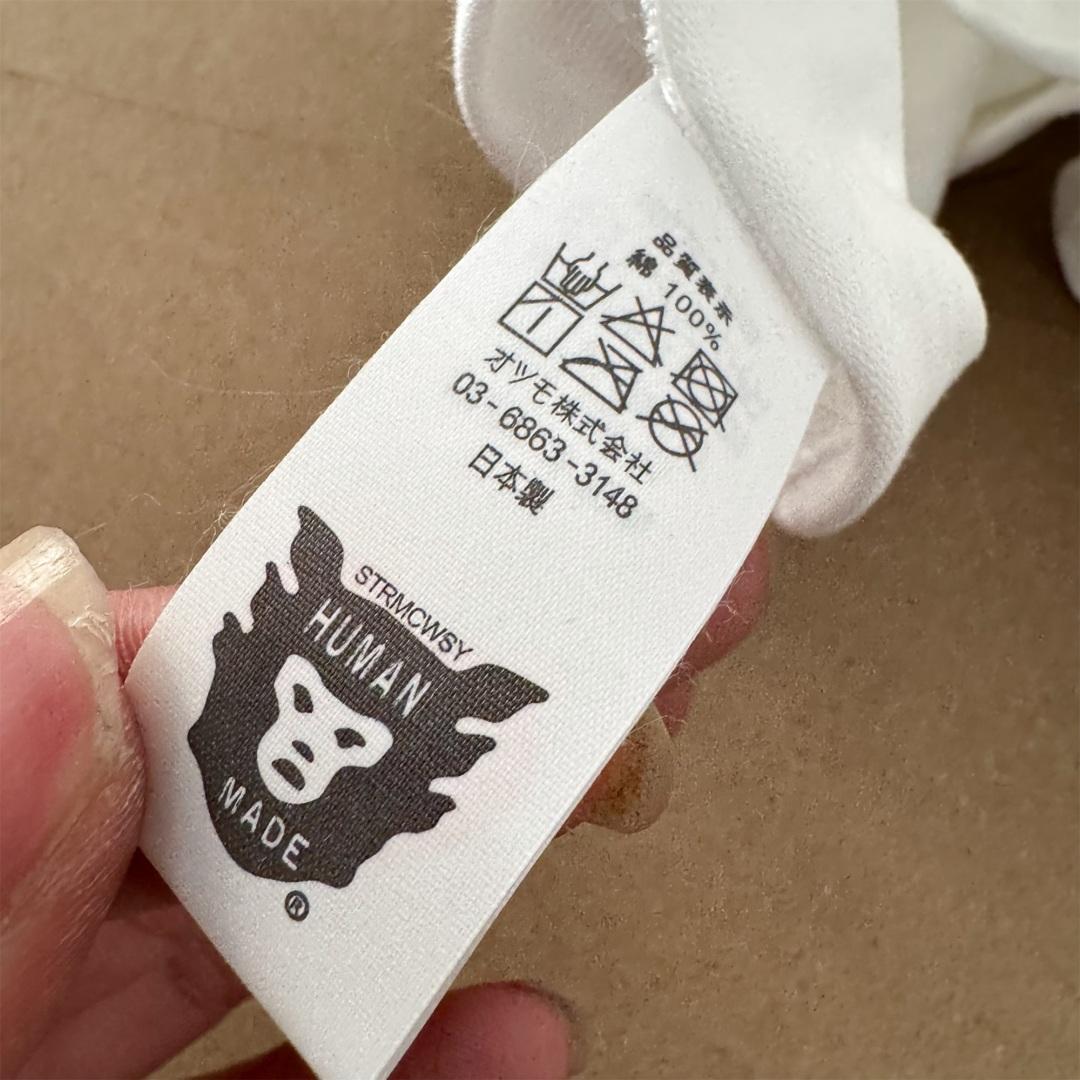 品質表示
綿 100%
オツモ株式会社
03-6863-3148
日本製
STRMCWSY
HUMAN
MADE
®